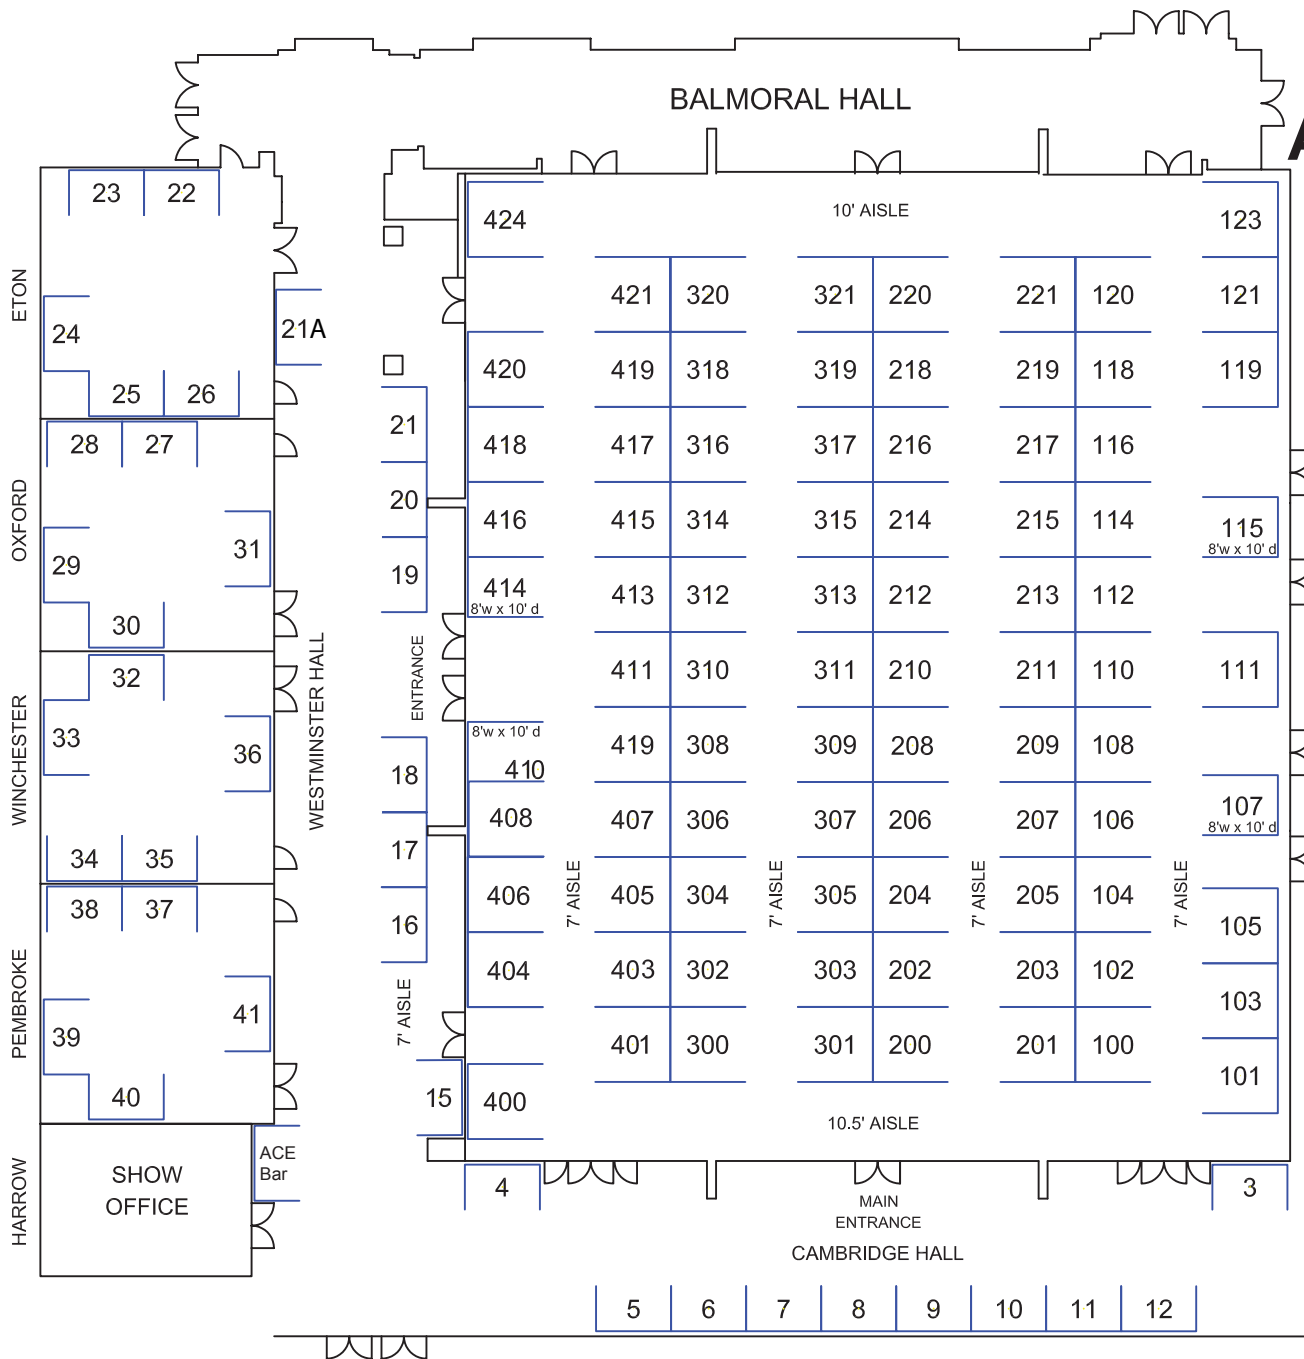 BALMORAL HALL
A
23 22
424 10' AISLE 123
ETON
421 320 321 220 221 120 121
24 21A
420 419 318 319 218 219 118 119
25 26
21
28 27 418 417 316 317 216 217 116
OXFORD
20
31 416 415 314 315 214 215 114 115
8'w x 10' d
29 19 414 413 312 313 212 213 112
8'w x 10' d
30
WESTMINSTER HALL
ENTRANCE
32 411 310 311 210 211 110 111
WINCHESTER
33 36 8'w x 10' d
18 410 419 308 309 208 209 108
408 407 306 307 206 207 106 107
8'w x 10' d
34 35 17
7' AISLE 7' AISLE 7' AISLE 7' AISLE
38 37 16 406 405 304 305 204 205 104 105
PEMBROKE
404 403 302 303 202 203 102 103
7' AISLE
39 41
401 300 301 200 201 100 101
40 15 400
10.5' AISLE
HARROW
SHOW
OFFICE
ACE
Bar
4 3
MAIN
ENTRANCE
CAMBRIDGE HALL
5 6 7 8 9 10 11 12